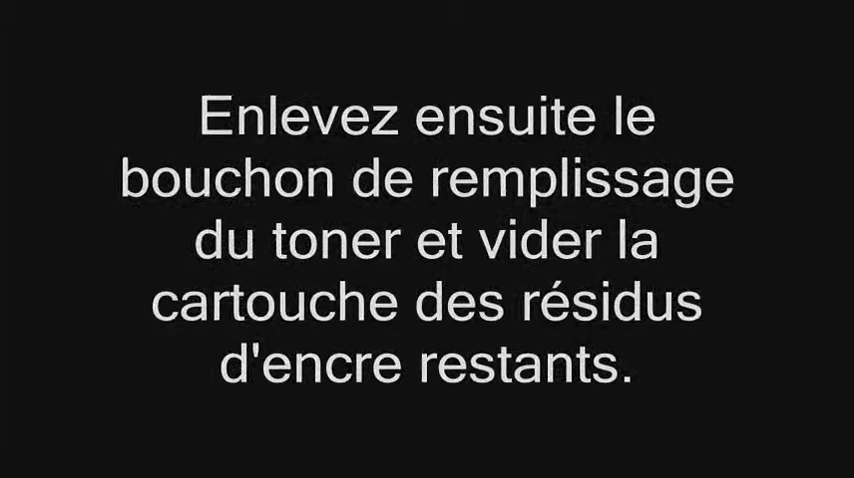 Enlevez ensuite le
bouchon de remplissage
du toner et vider la
cartouche des résidus
d'encre restants.